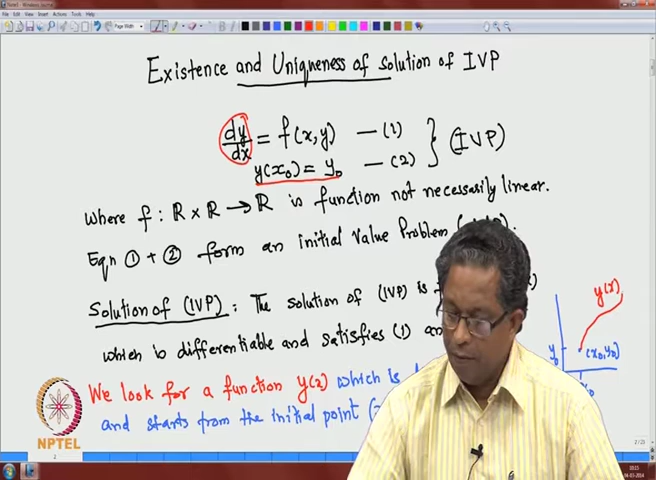 Existence and Uniqueness of solution of IVP
dy/dx = f(x,y) — (1)
y(x₀) = y₀ — (2) } (IVP)
where f : ℝ × ℝ → ℝ is function not necessarily linear.
Eqn ① + ② form an initial value Problem
Solution of (IVP) : The solution of (IVP) is
which is differentiable and satisfies (1)
We look for a function y(x) which is
and starts from the initial point
y(x)
(x₀,y₀)
y₀
x₀
NPTEL